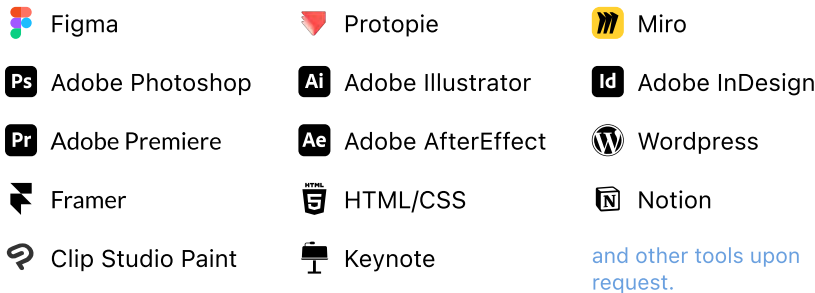 Figma
Protopie
Miro
Ps Adobe Photoshop
Ai Adobe Illustrator
Id Adobe InDesign
Pr Adobe Premiere
Ae Adobe AfterEffect
Wordpress
Framer
HTML 5 HTML/CSS
N Notion
Clip Studio Paint
Keynote
and other tools upon
request.